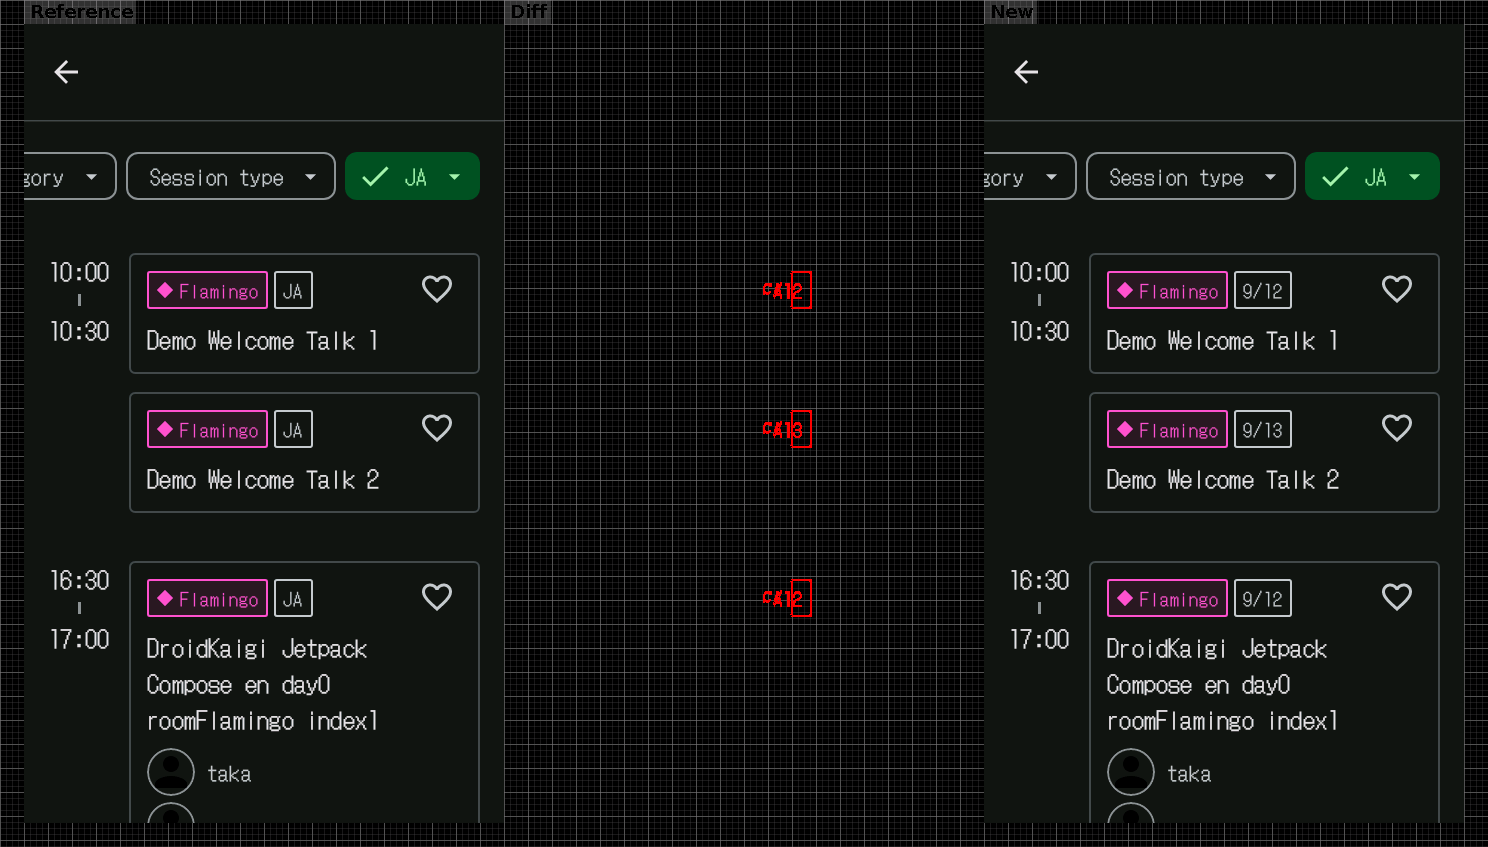 Reference
gory
Session type
JA
10:00
10:30
Flamingo
JA
Demo Welcome Talk 1
Flamingo
JA
Demo Welcome Talk 2
16:30
17:00
Flamingo
JA
DroidKaigi Jetpack
Compose en day0
roomFlamingo index1
taka
Diff
New
gory
Session type
JA
10:00
10:30
Flamingo
9/12
Demo Welcome Talk 1
Flamingo
9/13
Demo Welcome Talk 2
16:30
17:00
Flamingo
9/12
DroidKaigi Jetpack
Compose en day0
roomFlamingo index1
taka